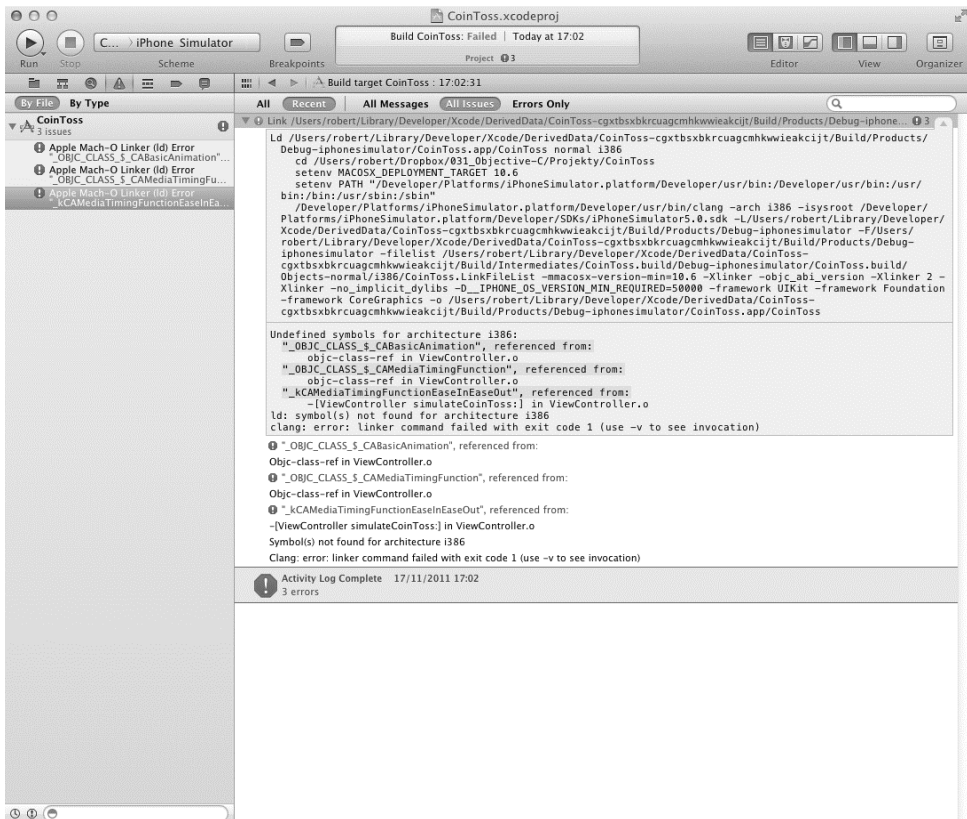 CoinToss.xcodeproj
C... iPhone Simulator
Build CoinToss: Failed | Today at 17:02
Project 3
Run Stop Scheme Breakpoints Editor View Organizer
Build target CoinToss : 17:02:31
By File By Type
All Recent All Messages All Issues Errors Only
CoinToss
3 issues
Apple Mach-O Linker (ld) Error
"_OBJC_CLASS_$_CABasicAnimation"...
Apple Mach-O Linker (ld) Error
"_OBJC_CLASS_$_CAMediaTimingFu...
Apple Mach-O Linker (ld) Error
"_kCAMediaTimingFunctionEaseInEa...
Link /Users/robert/Library/Developer/Xcode/DerivedData/CoinToss-cgxtbsxbkrcuagcmhkwwieakcijt/Build/Products/Debug-iphone... 3
Ld /Users/robert/Library/Developer/Xcode/DerivedData/CoinToss-cgxtbsxbkrcuagcmhkwwieakcijt/Build/Products/
Debug-iphonesimulator/CoinToss.app/CoinToss normal i386
cd /Users/robert/Dropbox/031_Objective-C/Projekty/CoinToss
setenv MACOSX_DEPLOYMENT_TARGET 10.6
setenv PATH "/Developer/Platforms/iPhoneSimulator.platform/Developer/usr/bin:/Developer/usr/bin:/usr/
bin:/bin:/usr/sbin:/sbin"
/Developer/Platforms/iPhoneSimulator.platform/Developer/usr/bin/clang -arch i386 -isysroot /Developer/
Platforms/iPhoneSimulator.platform/Developer/SDKs/iPhoneSimulator5.0.sdk -L/Users/robert/Library/Developer/
Xcode/DerivedData/CoinToss-cgxtbsxbkrcuagcmhkwwieakcijt/Build/Products/Debug-iphonesimulator -F/Users/
robert/Library/Developer/Xcode/DerivedData/CoinToss-cgxtbsxbkrcuagcmhkwwieakcijt/Build/Products/Debug-
iphonesimulator -filelist /Users/robert/Library/Developer/Xcode/DerivedData/CoinToss-
cgxtbsxbkrcuagcmhkwwieakcijt/Build/Intermediates/CoinToss.build/Debug-iphonesimulator/CoinToss.build/
Objects-normal/i386/CoinToss.LinkFileList -mmacosx-version-min=10.6 -Xlinker -objc_abi_version -Xlinker 2 -
Xlinker -no_implicit_dylibs -D__IPHONE_OS_VERSION_MIN_REQUIRED=50000 -framework UIKit -framework Foundation
-framework CoreGraphics -o /Users/robert/Library/Developer/Xcode/DerivedData/CoinToss-
cgxtbsxbkrcuagcmhkwwieakcijt/Build/Products/Debug-iphonesimulator/CoinToss.app/CoinToss
Undefined symbols for architecture i386:
"_OBJC_CLASS_$_CABasicAnimation", referenced from:
objc-class-ref in ViewController.o
"_OBJC_CLASS_$_CAMediaTimingFunction", referenced from:
objc-class-ref in ViewController.o
"_kCAMediaTimingFunctionEaseInEaseOut", referenced from:
-[ViewController simulateCoinToss:] in ViewController.o
ld: symbol(s) not found for architecture i386
clang: error: linker command failed with exit code 1 (use -v to see invocation)
"_OBJC_CLASS_$_CABasicAnimation", referenced from:
Objc-class-ref in ViewController.o
"_OBJC_CLASS_$_CAMediaTimingFunction", referenced from:
Objc-class-ref in ViewController.o
"_kCAMediaTimingFunctionEaseInEaseOut", referenced from:
-[ViewController simulateCoinToss:] in ViewController.o
Symbol(s) not found for architecture i386
Clang: error: linker command failed with exit code 1 (use -v to see invocation)
Activity Log Complete 17/11/2011 17:02
3 errors